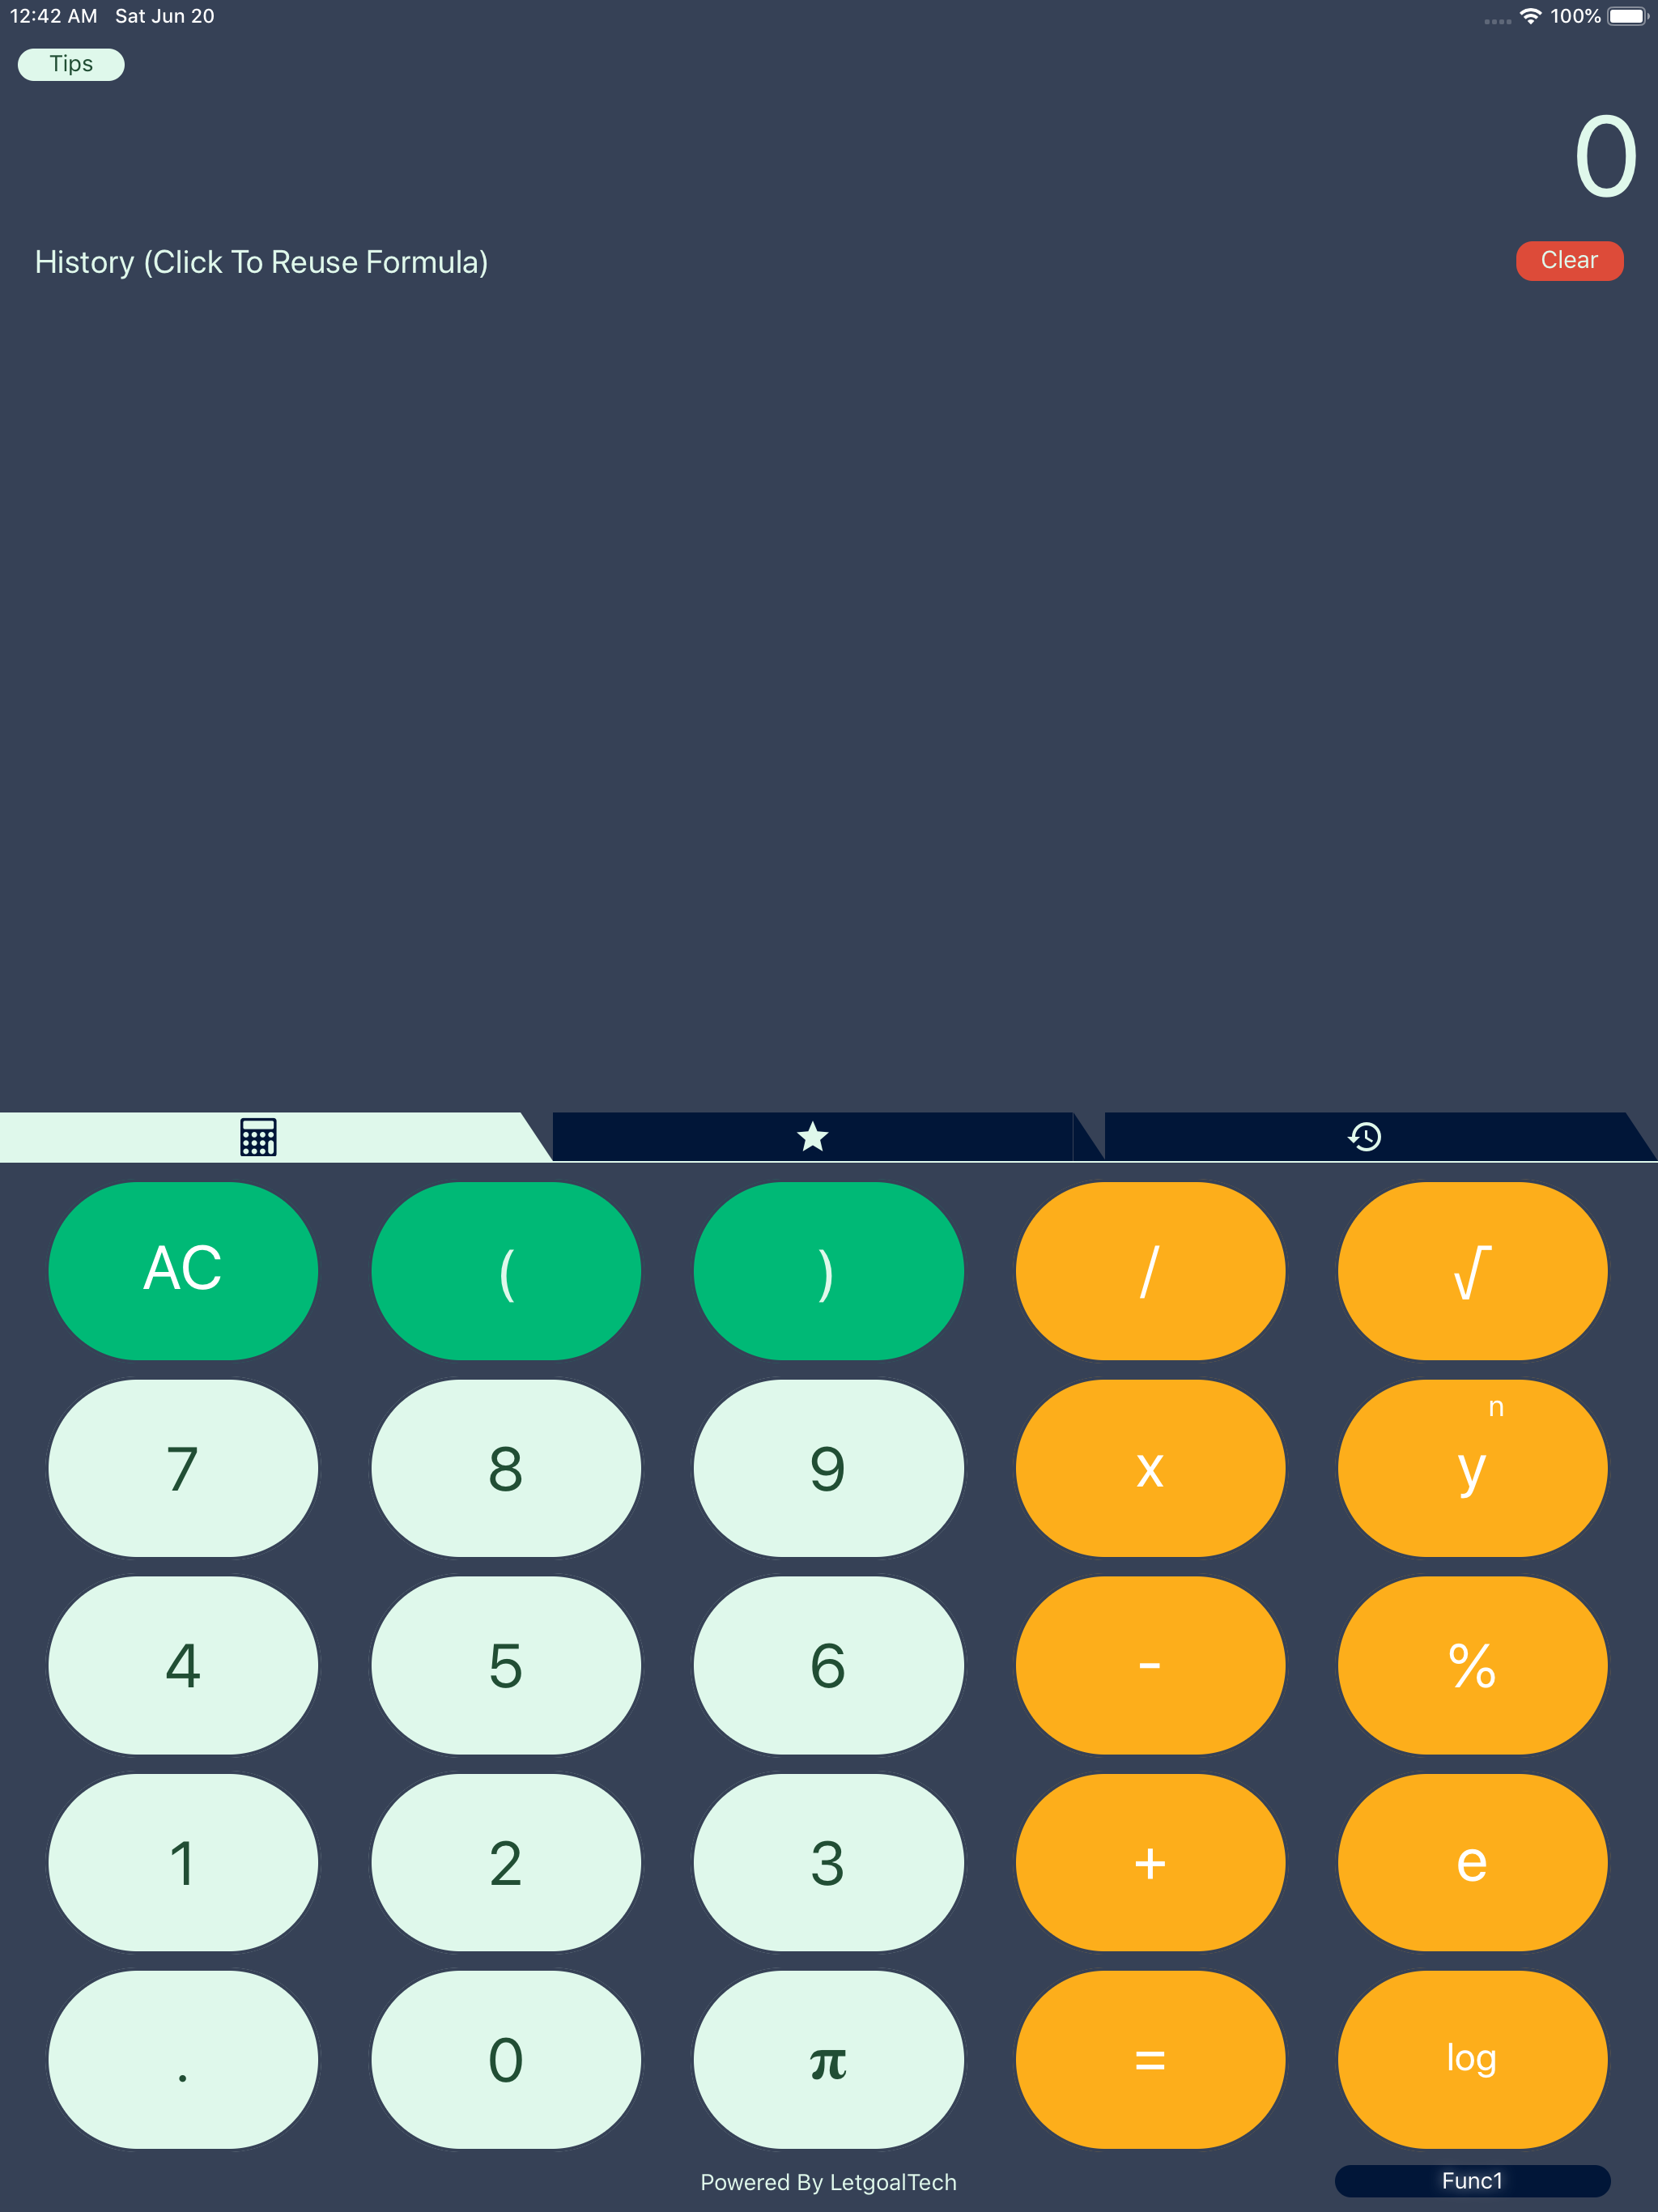 12:42 AM Sat Jun 20 100%
Tips
0
History (Click To Reuse Formula) Clear
AC ( ) / √
7 8 9 x yⁿ
4 5 6 - %
1 2 3 + e
. 0 π = log
Powered By LetgoalTech Func1